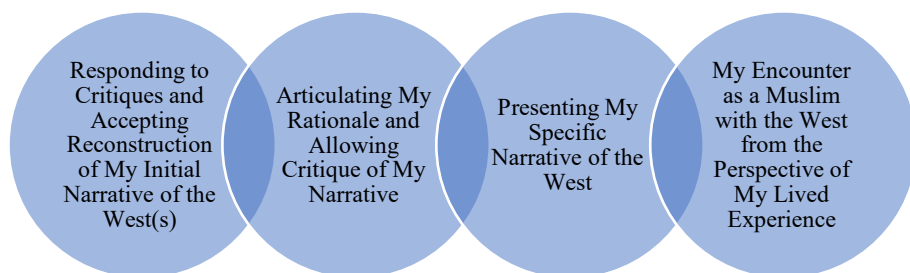 Responding to
Critiques and
Accepting
Reconstruction
of My Initial
Narrative of the
West(s)
Articulating My
Rationale and
Allowing
Critique of My
Narrative
Presenting My
Specific
Narrative of the
West
My Encounter
as a Muslim
with the West
from the
Perspective of
My Lived
Experience